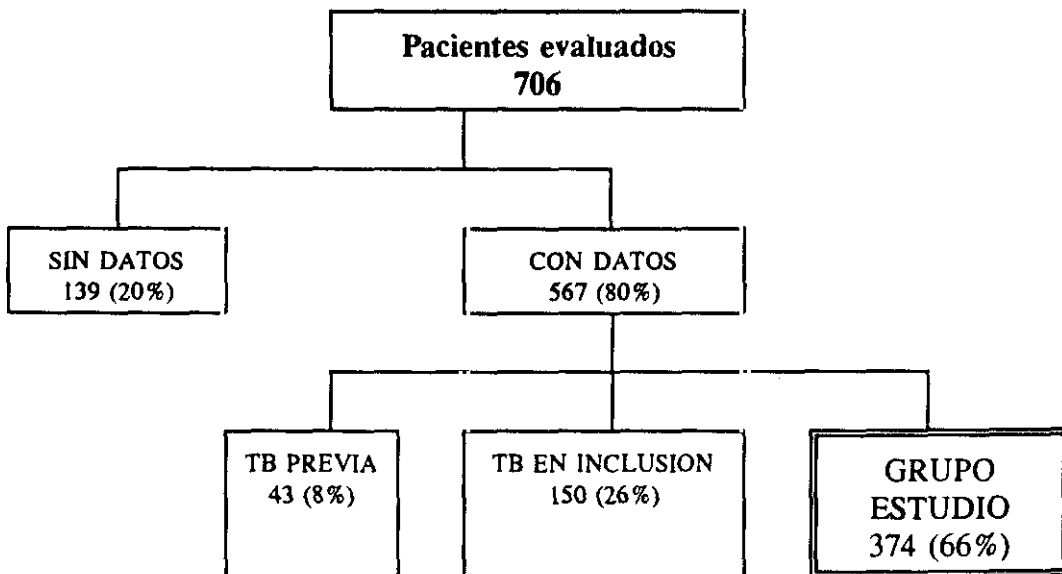 Pacientes evaluados
706
SIN DATOS
139 (20%)
CON DATOS
567 (80%)
TB PREVIA
43 (8%)
TB EN INCLUSION
150 (26%)
GRUPO
ESTUDIO
374 (66%)